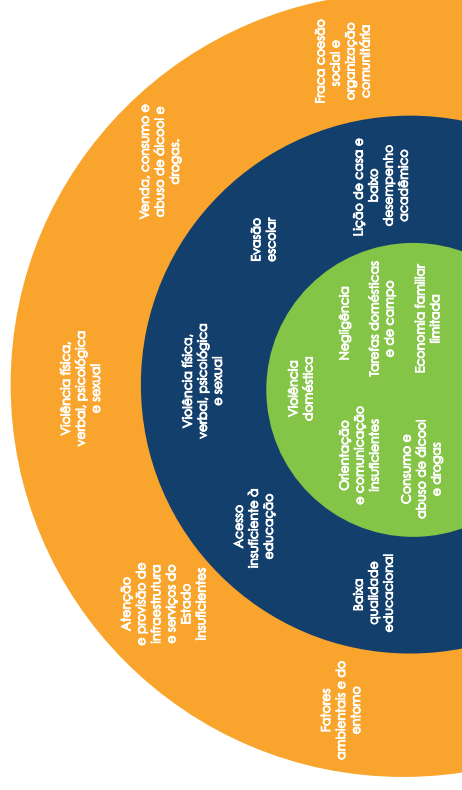 Fatores
ambientais e do
entorno
Atenção
e provisão de
infraestrutura
e serviços do
Estado
insuficientes
Violência física,
verbal, psicológica
e sexual
Venda, consumo e
abuso de álcool e
drogas.
Fraca coesão
social e
organização
comunitária
Baixa
qualidade
educacional
Acesso
insuficiente à
educação
Violência física,
verbal, psicológica
e sexual
Evasão
escolar
Lição de casa e
baixo
desempenho
acadêmico
Violência
doméstica
Orientação
e comunicação
insuficientes
Negligência
Tarefas domésticas
e de campo
Consumo e
abuso de álcool
e drogas
Economia familiar
limitada